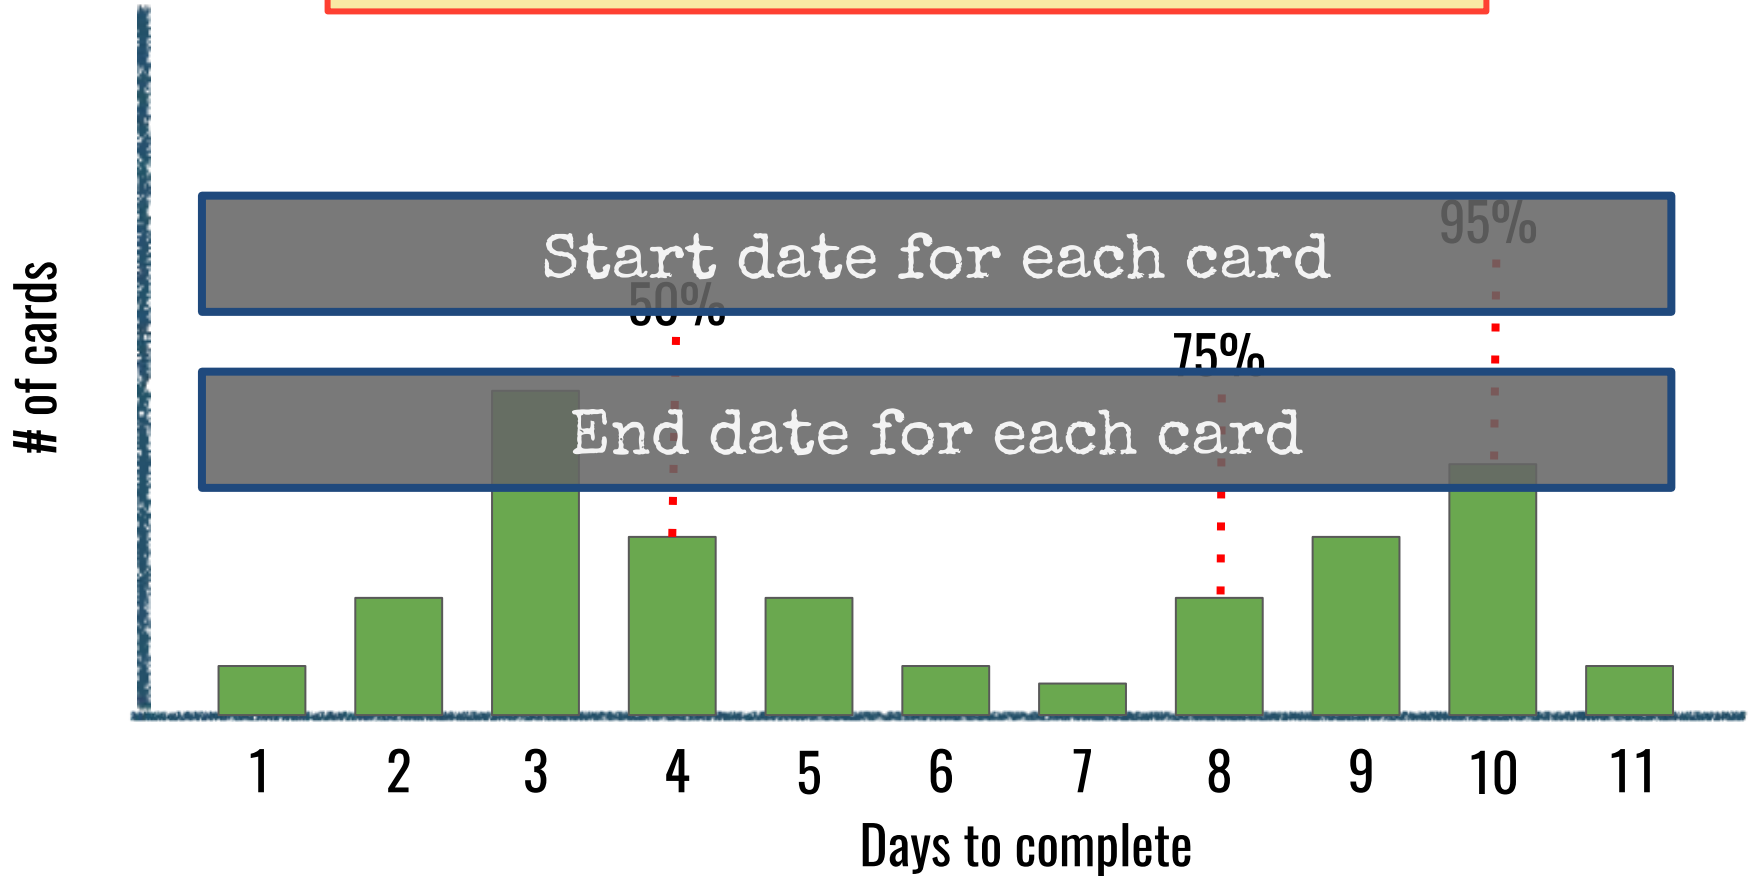 95%
Start date for each card
50%
75%
End date for each card
# of cards
1 2 3 4 5 6 7 8 9 10 11
Days to complete